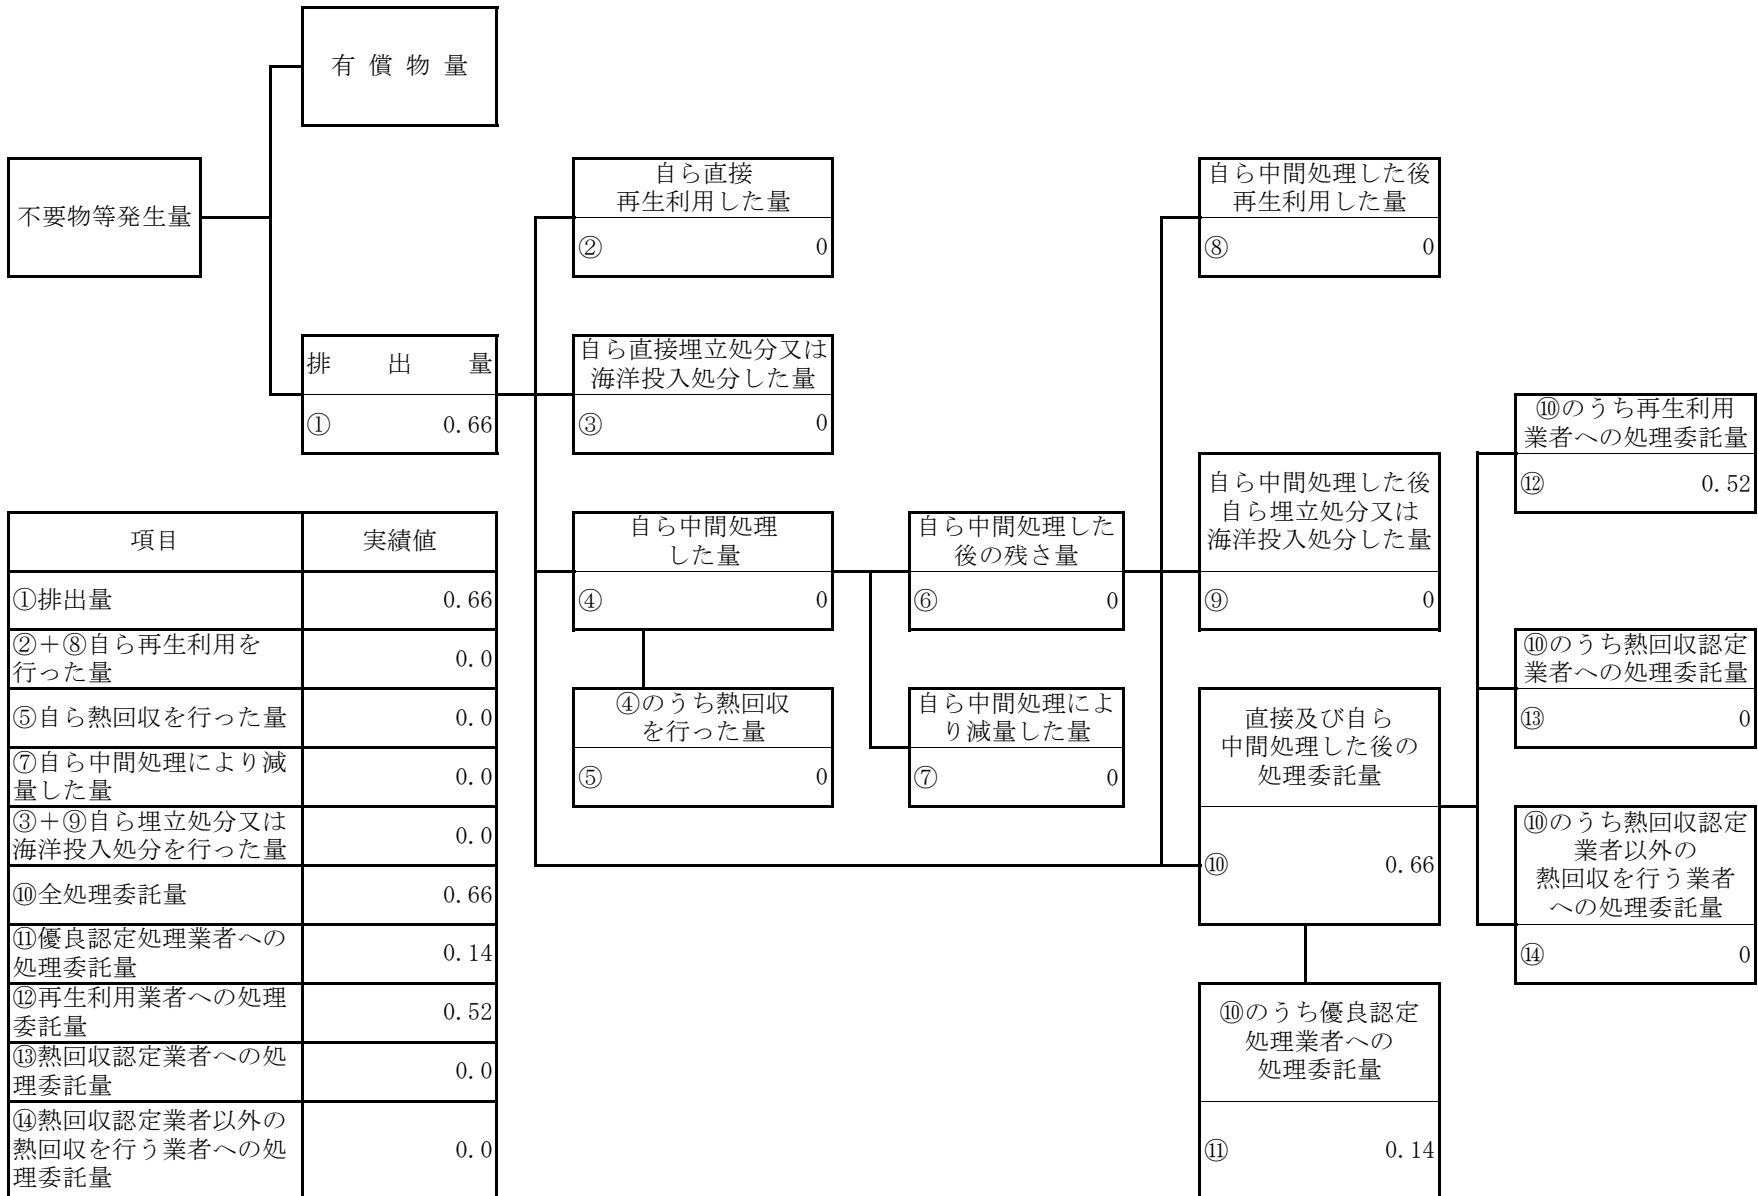 有償物量
不要物等発生量
自ら直接
再生利用した量
② 0
自ら中間処理した後
再生利用した量
⑧ 0
排出量
① 0.66
自ら直接埋立処分又は
海洋投入処分した量
③ 0
⑩のうち再生利用
業者への処理委託量
⑫ 0.52
自ら中間処理した後
自ら埋立処分又は
海洋投入処分した量
⑨ 0
自ら中間処理
した量
④ 0
自ら中間処理した
後の残さ量
⑥ 0
④のうち熱回収
を行った量
⑤ 0
自ら中間処理によ
り減量した量
⑦ 0
直接及び自ら
中間処理した後の
処理委託量
⑩ 0.66
⑩のうち熱回収認定
業者への処理委託量
⑬ 0
⑩のうち熱回収認定
業者以外の
熱回収を行う業者
への処理委託量
⑭ 0
⑩のうち優良認定
処理業者への
処理委託量
⑪ 0.14
項目 実績値
①排出量 0.66
②+⑧自ら再生利用を
行った量 0.0
⑤自ら熱回収を行った量 0.0
⑦自ら中間処理により減
量した量 0.0
③+⑨自ら埋立処分又は
海洋投入処分を行った量 0.0
⑩全処理委託量 0.66
⑪優良認定処理業者への
処理委託量 0.14
⑫再生利用業者への処理
委託量 0.52
⑬熱回収認定業者への処
理委託量 0.0
⑭熱回収認定業者以外の
熱回収を行う業者への処
理委託量 0.0